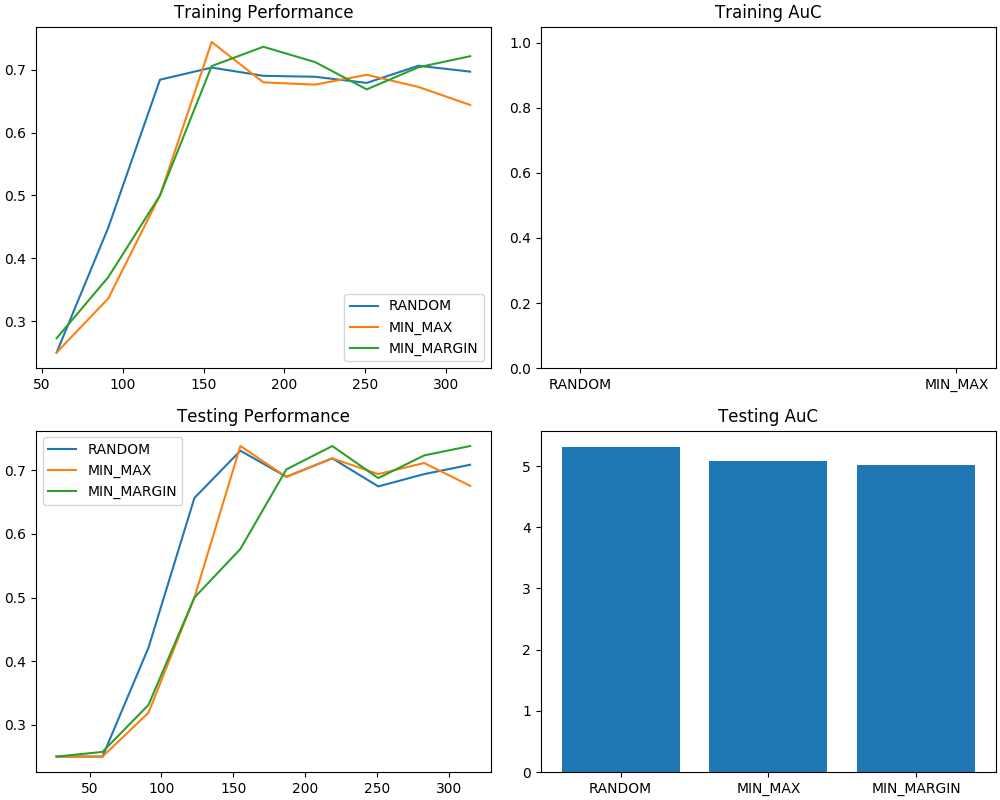 Training Performance
0.7
0.6
0.5
0.4
0.3
50 100 150 200 250 300
RANDOM
MIN_MAX
MIN_MARGIN
Training AuC
1.0
0.8
0.6
0.4
0.2
0.0
RANDOM MIN_MAX
Testing Performance
0.7
0.6
0.5
0.4
0.3
50 100 150 200 250 300
RANDOM
MIN_MAX
MIN_MARGIN
Testing AuC
5
4
3
2
1
0
RANDOM MIN_MAX MIN_MARGIN